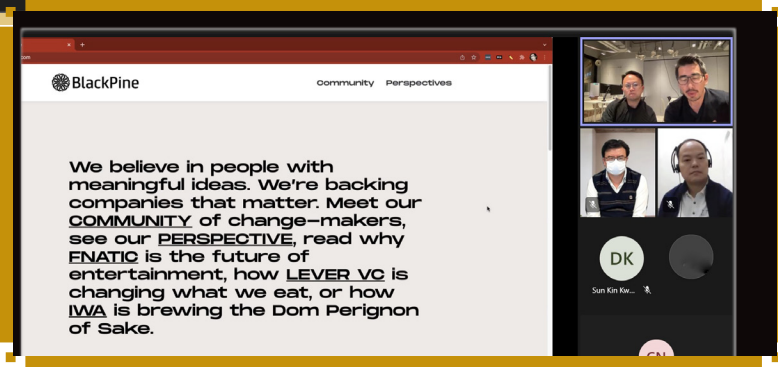 com
BlackPine
Community Perspectives
We believe in people with
meaningful ideas. We're backing
companies that matter. Meet our
COMMUNITY of change-makers,
see our PERSPECTIVE, read why
FNATIC is the future of
entertainment, how LEVER VC is
changing what we eat, or how
IWA is brewing the Dom Perignon
of Sake.
DK
Sun Kin Kw...
CN